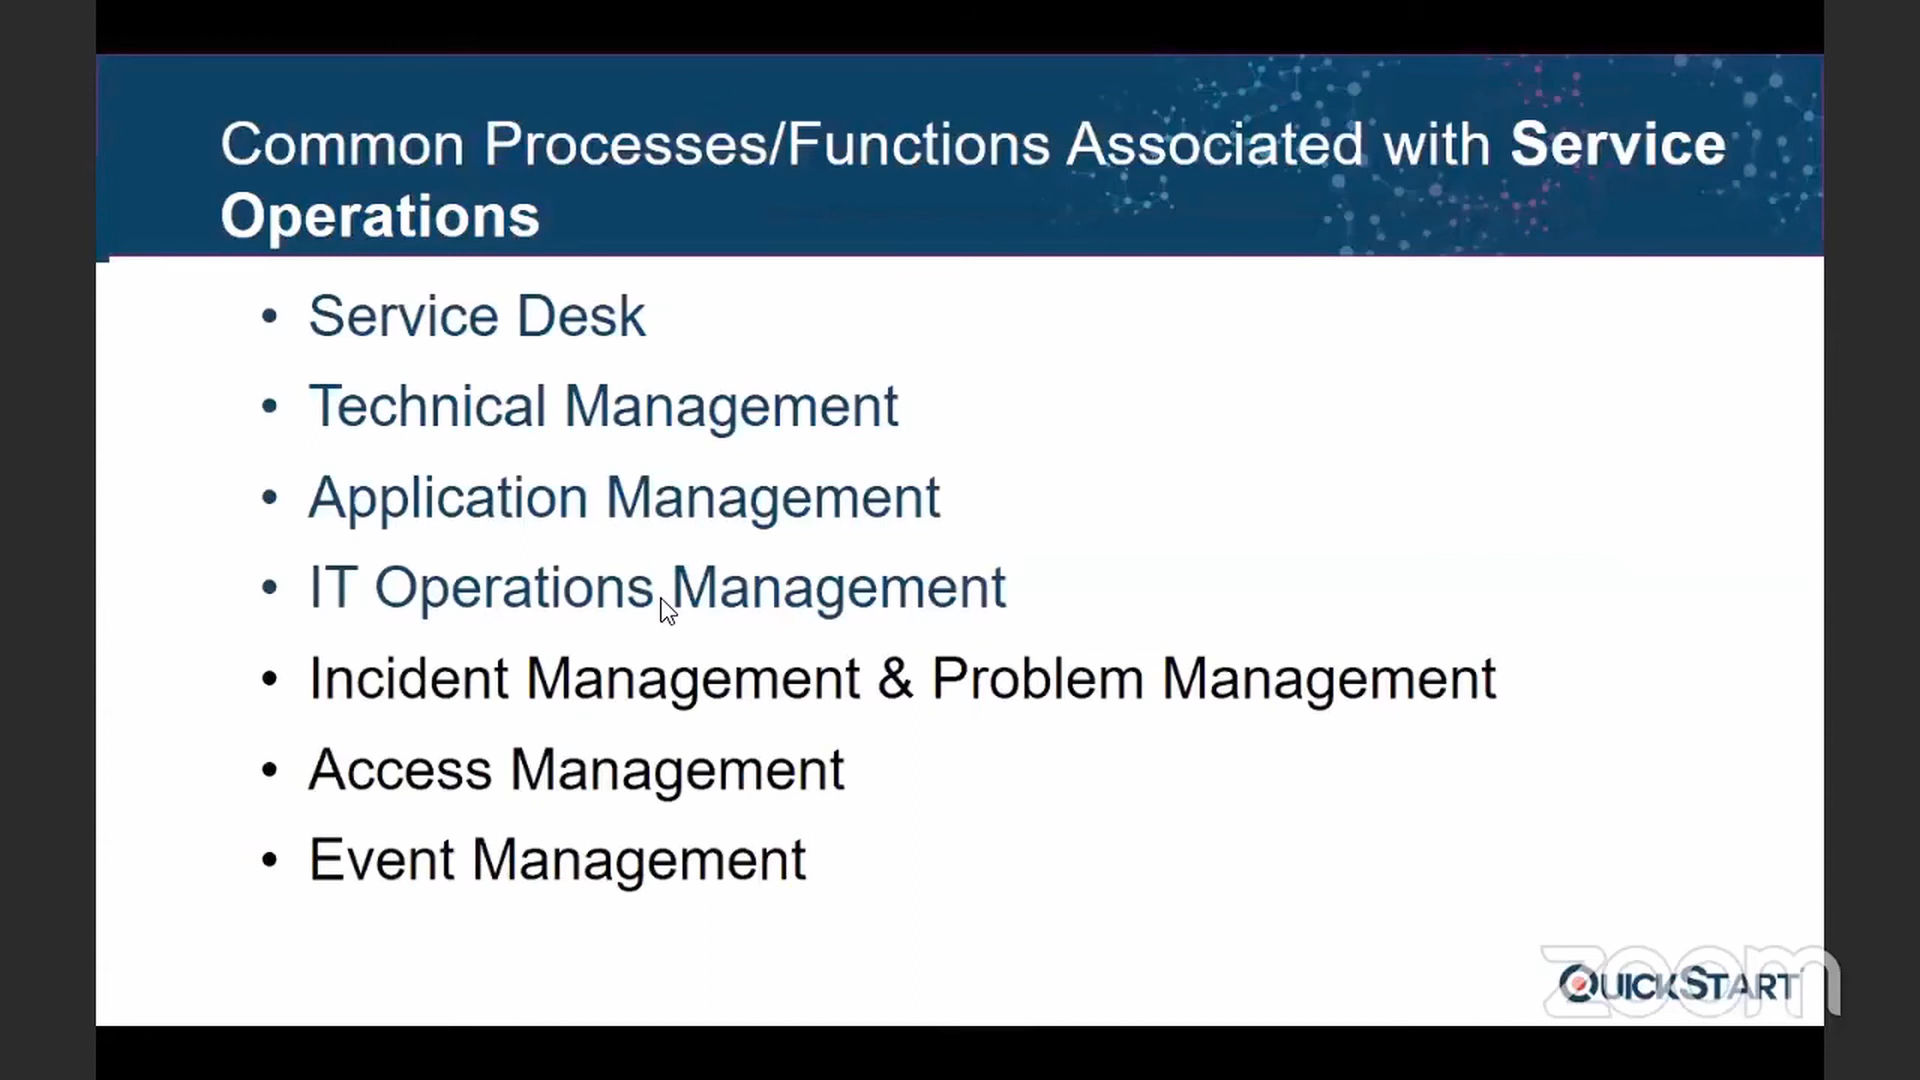 Common Processes/Functions Associated with Service
Operations
• Service Desk
• Technical Management
• Application Management
• IT Operations Management
• Incident Management & Problem Management
• Access Management
• Event Management
QUICKSTART
zoom